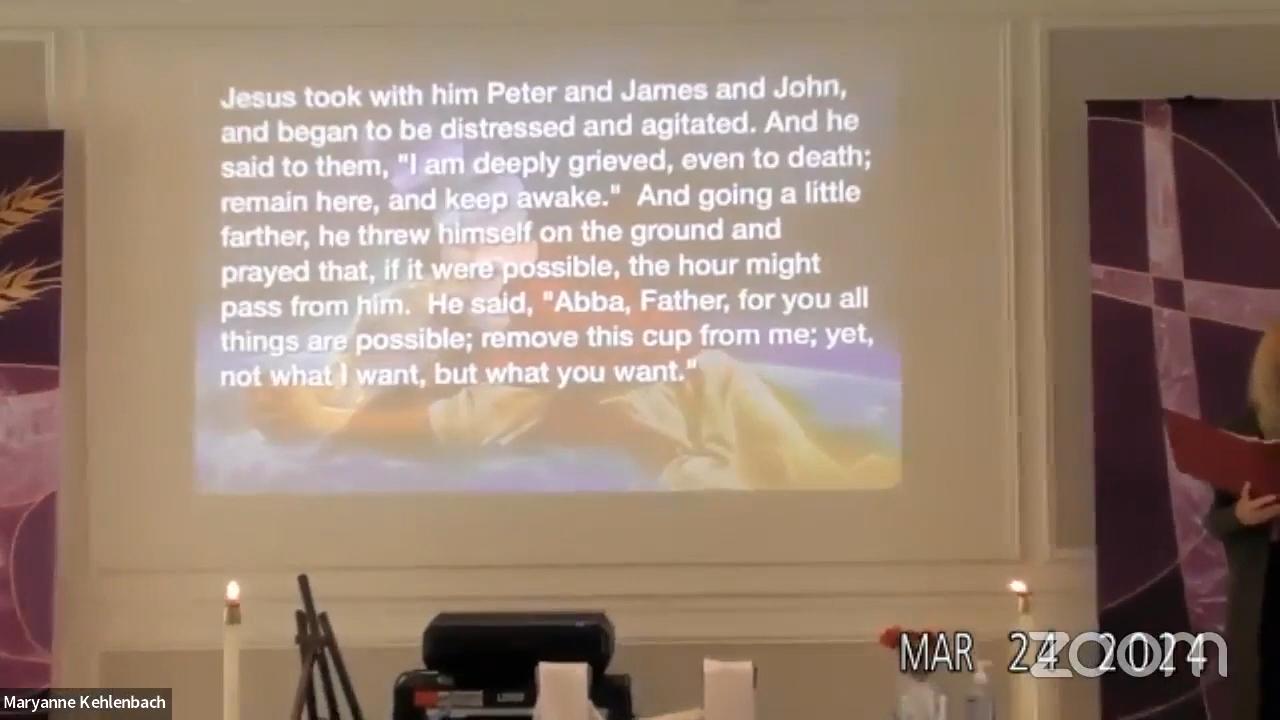 Jesus took with him Peter and James and John,
and began to be distressed and agitated. And he
said to them, "I am deeply grieved, even to death;
remain here, and keep awake."  And going a little
farther, he threw himself on the ground and
prayed that, if it were possible, the hour might
pass from him.  He said, "Abba, Father, for you all
things are possible; remove this cup from me; yet,
not what I want, but what you want."
MAR 24 2024
zoom
Maryanne Kehlenbach